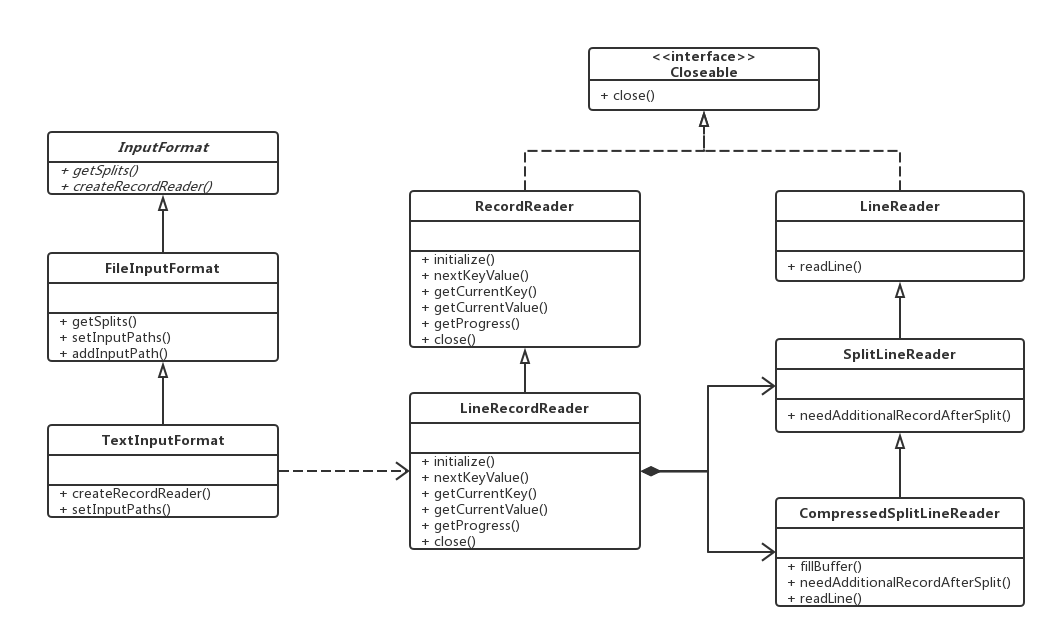 <<interface>>
Closeable
+ close()
InputFormat
+ getSplits()
+ createRecordReader()
FileInputFormat
+ getSplits()
+ setInputPaths()
+ addInputPath()
TextInputFormat
+ createRecordReader()
+ setInputPaths()
RecordReader
+ initialize()
+ nextKeyValue()
+ getCurrentKey()
+ getCurrentValue()
+ getProgress()
+ close()
LineRecordReader
+ initialize()
+ nextKeyValue()
+ getCurrentKey()
+ getCurrentValue()
+ getProgress()
+ close()
LineReader
+ readLine()
SplitLineReader
+ needAdditionalRecordAfterSplit()
CompressedSplitLineReader
+ fillBuffer()
+ needAdditionalRecordAfterSplit()
+ readLine()